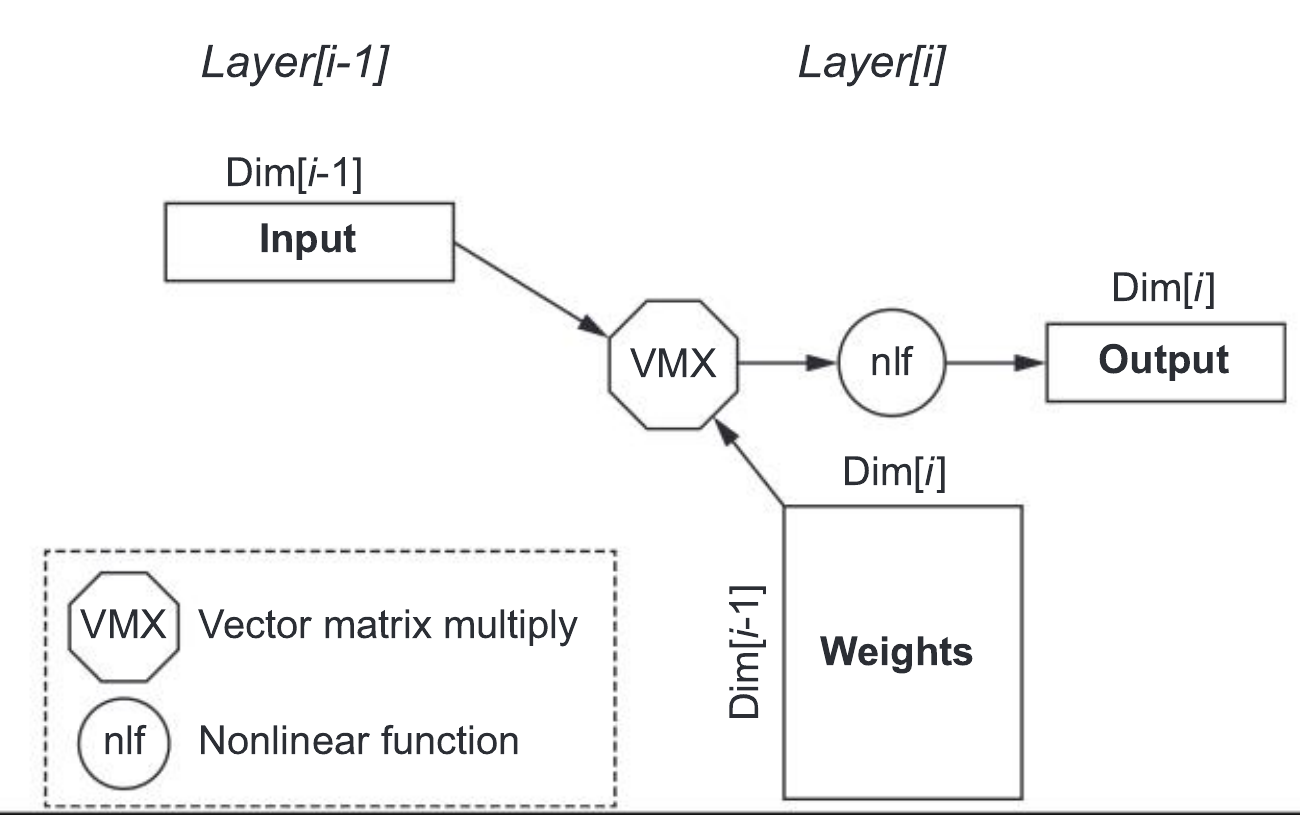 Layer[i-1]
Layer[i]
Dim[i-1]
Input
VMX
nlf
Dim[i]
Output
Dim[i]
Dim[i-1]
Weights
VMX Vector matrix multiply
nlf Nonlinear function